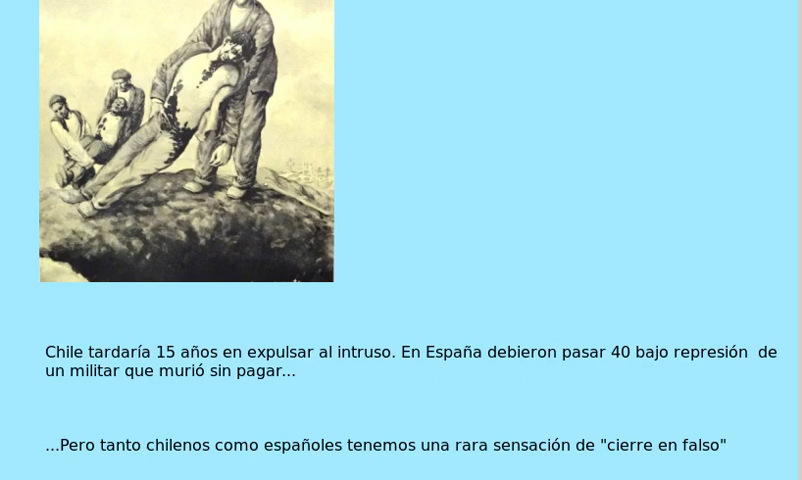 Chile tardaría 15 años en expulsar al intruso. En España debieron pasar 40 bajo represión  de
un militar que murió sin pagar...
...Pero tanto chilenos como españoles tenemos una rara sensación de "cierre en falso"